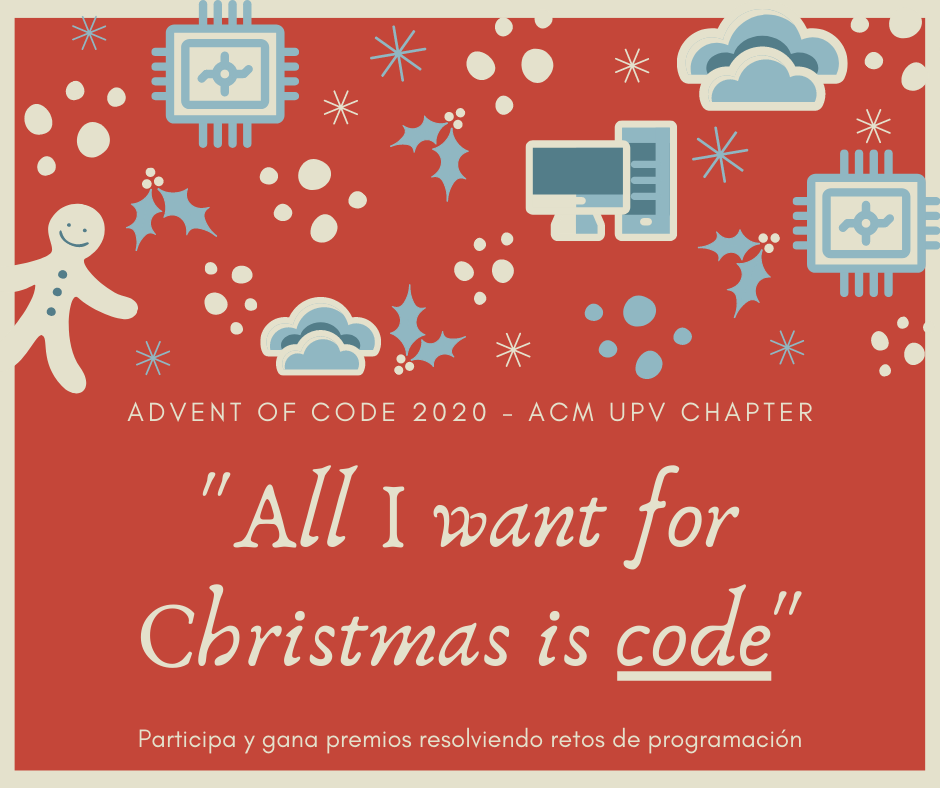 ADVENT OF CODE 2020 – ACM UPV CHAPTER
"All I want for
Christmas is code"
Participa y gana premios resolviendo retos de programación